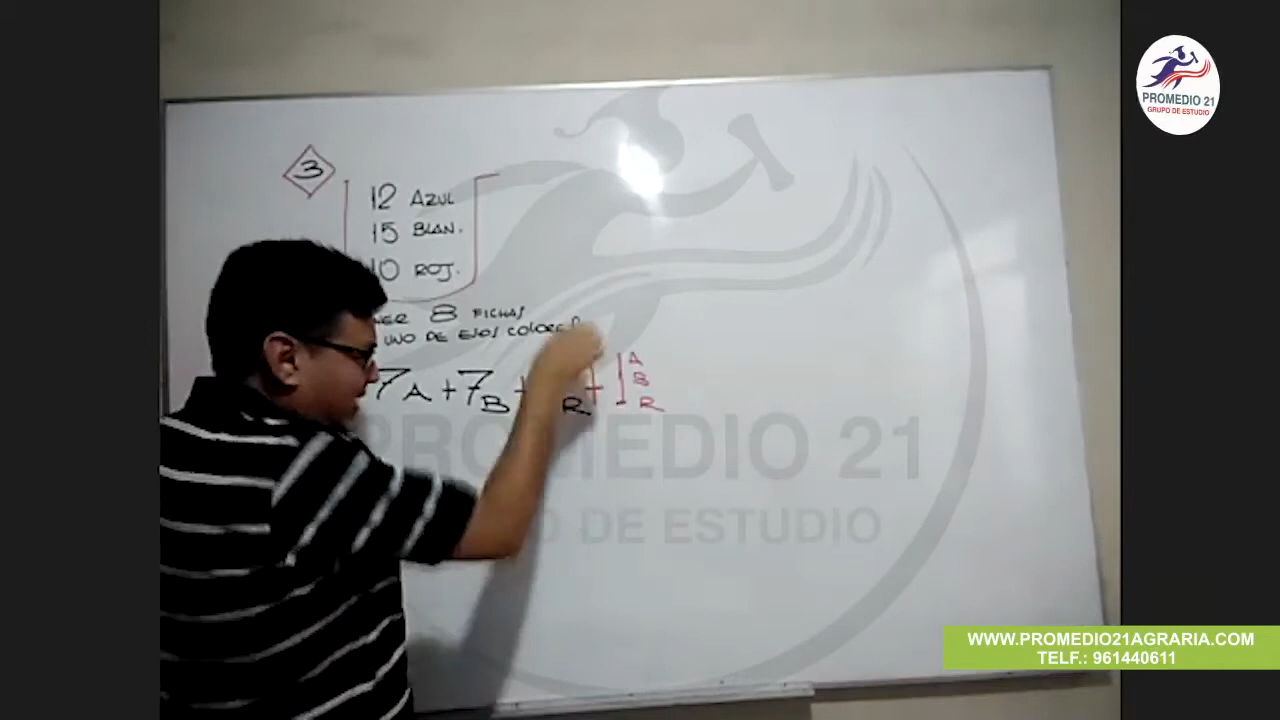 3
12 AZUL
15 BLAN.
10 ROJ.
8 FICHAS
UNO DE ESOS COLORES
7A + 7B + R + 1 A
B
R
PROMEDIO 21
GRUPO DE ESTUDIO
PROMEDIO 21
DE ESTUDIO
WWW.PROMEDIO21AGRARIA.COM
TELF.: 961440611